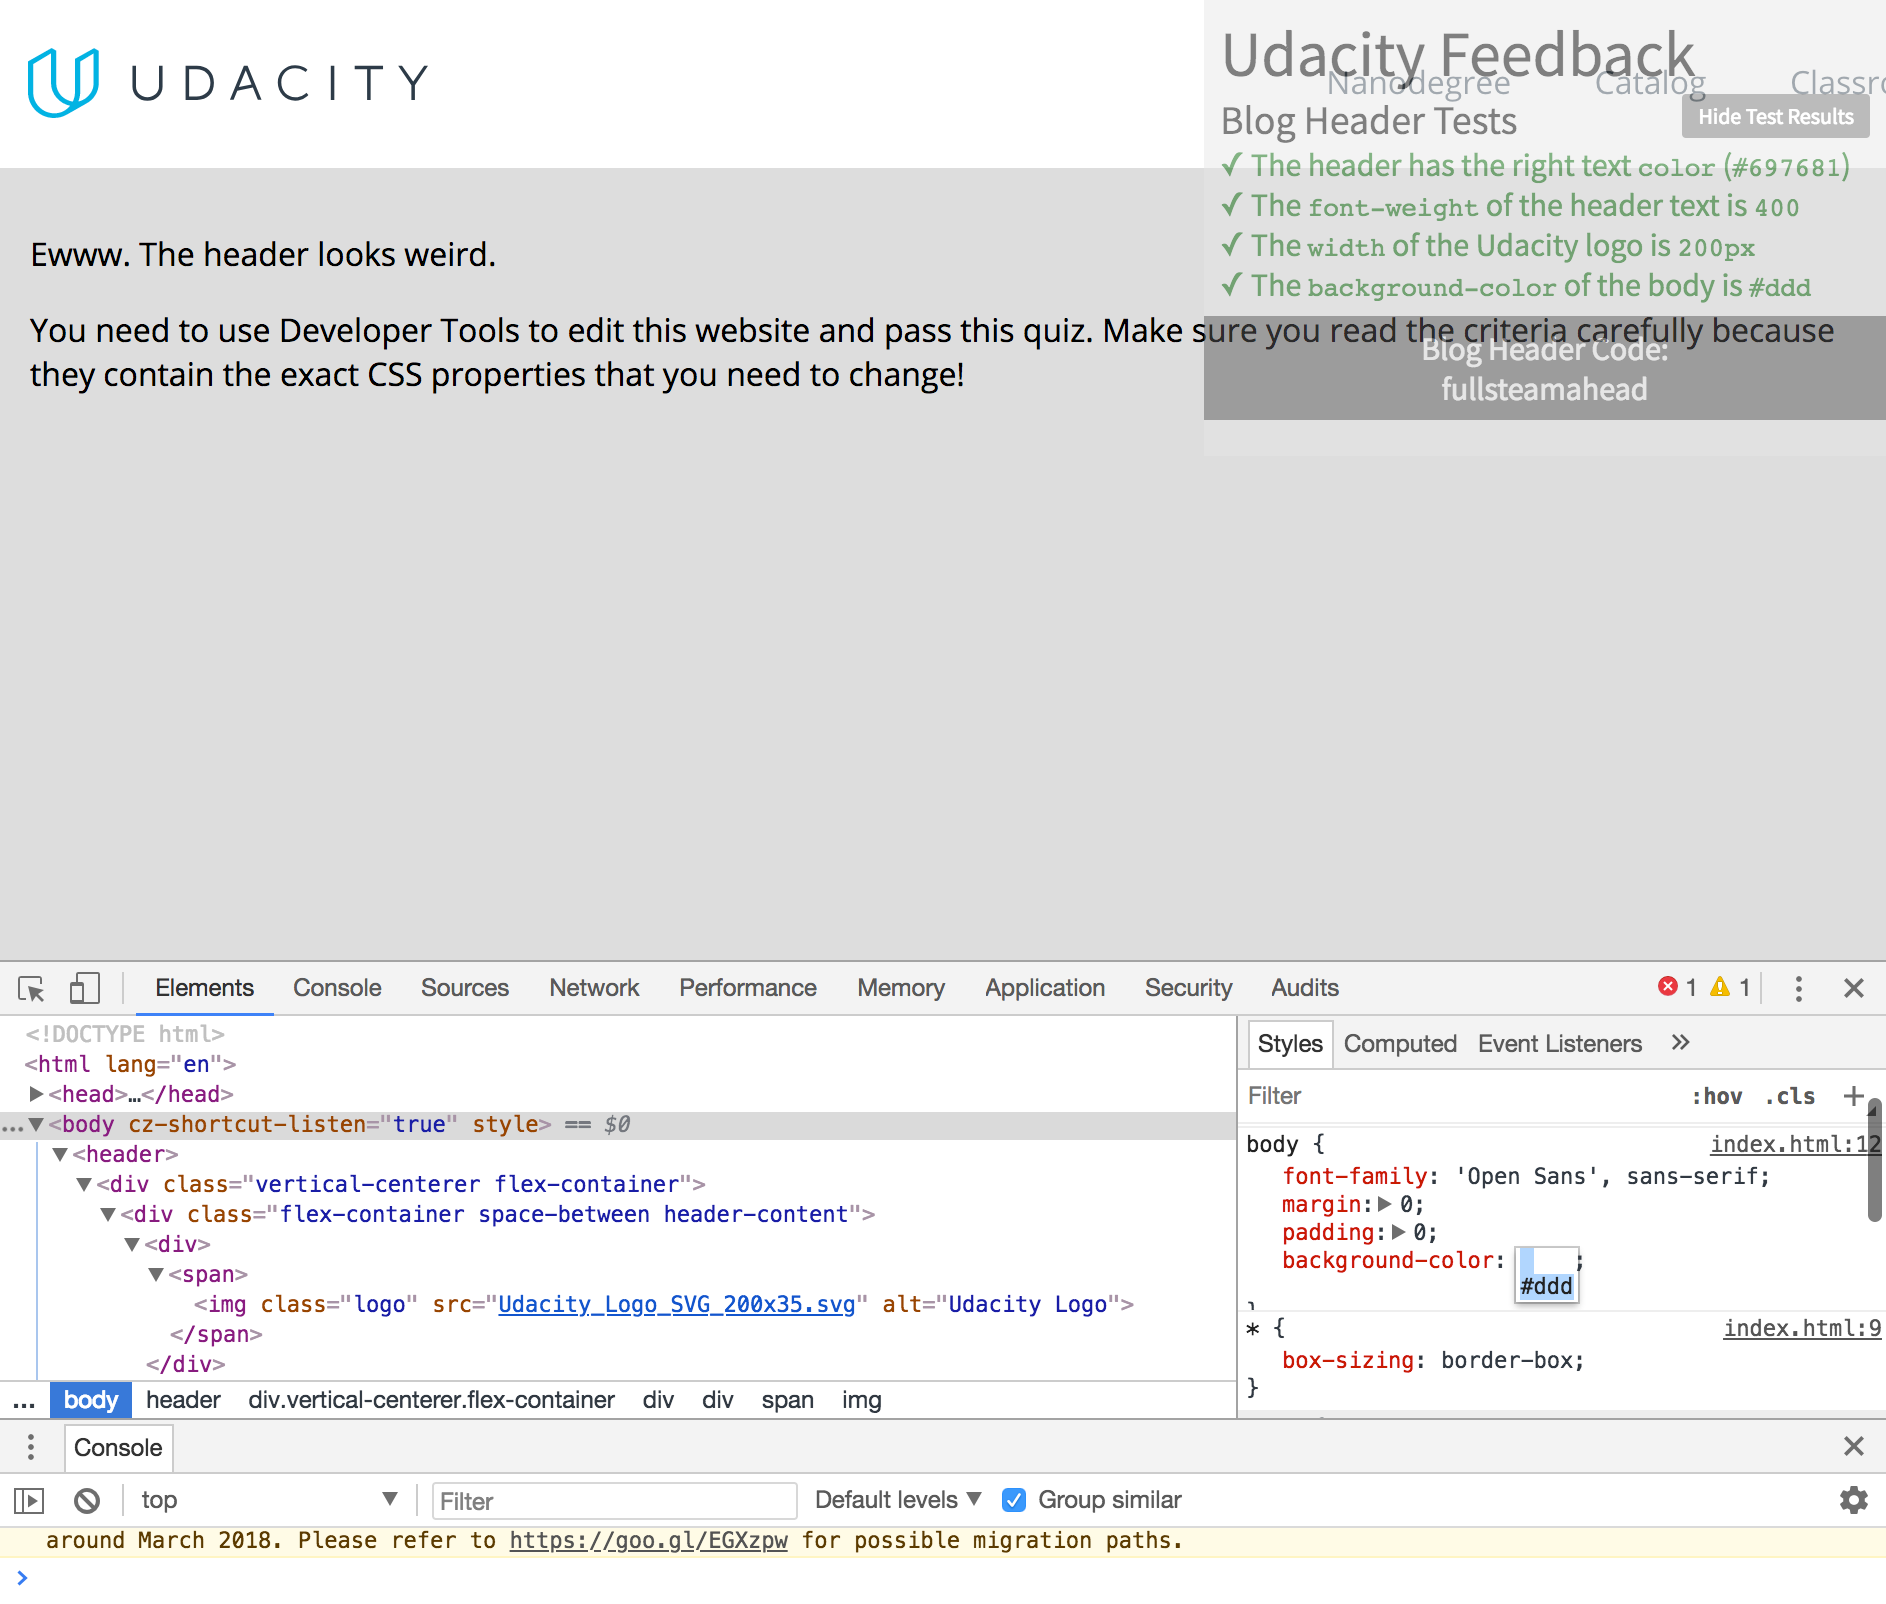 UDACITY
Nanodegree Catalog Classro
Udacity Feedback
Blog Header Tests
Hide Test Results
✓ The header has the right text color (#697681)
✓ The font-weight of the header text is 400
✓ The width of the Udacity logo is 200px
✓ The background-color of the body is #ddd
Blog Header Code:
fullsteamahead
Ewww. The header looks weird.
You need to use Developer Tools to edit this website and pass this quiz. Make sure you read the criteria carefully because
they contain the exact CSS properties that you need to change!
Elements Console Sources Network Performance Memory Application Security Audits 1 1
<!DOCTYPE html>
<html lang="en">
▶<head>…</head>
…▼<body cz-shortcut-listen="true" style> == $0
▼<header>
▼<div class="vertical-centerer flex-container">
▼<div class="flex-container space-between header-content">
▼<div>
▼<span>
<img class="logo" src="Udacity_Logo_SVG_200x35.svg" alt="Udacity Logo">
</span>
</div>
… body header div.vertical-centerer.flex-container div div span img
Styles Computed Event Listeners »
Filter :hov .cls +
body { index.html:12
font-family: 'Open Sans', sans-serif;
margin:▶0;
padding:▶0;
background-color: ;
#ddd
}
* { index.html:9
box-sizing: border-box;
}
Console
top ▼ Filter Default levels ▼ Group similar
around March 2018. Please refer to https://goo.gl/EGXzpw for possible migration paths.
>